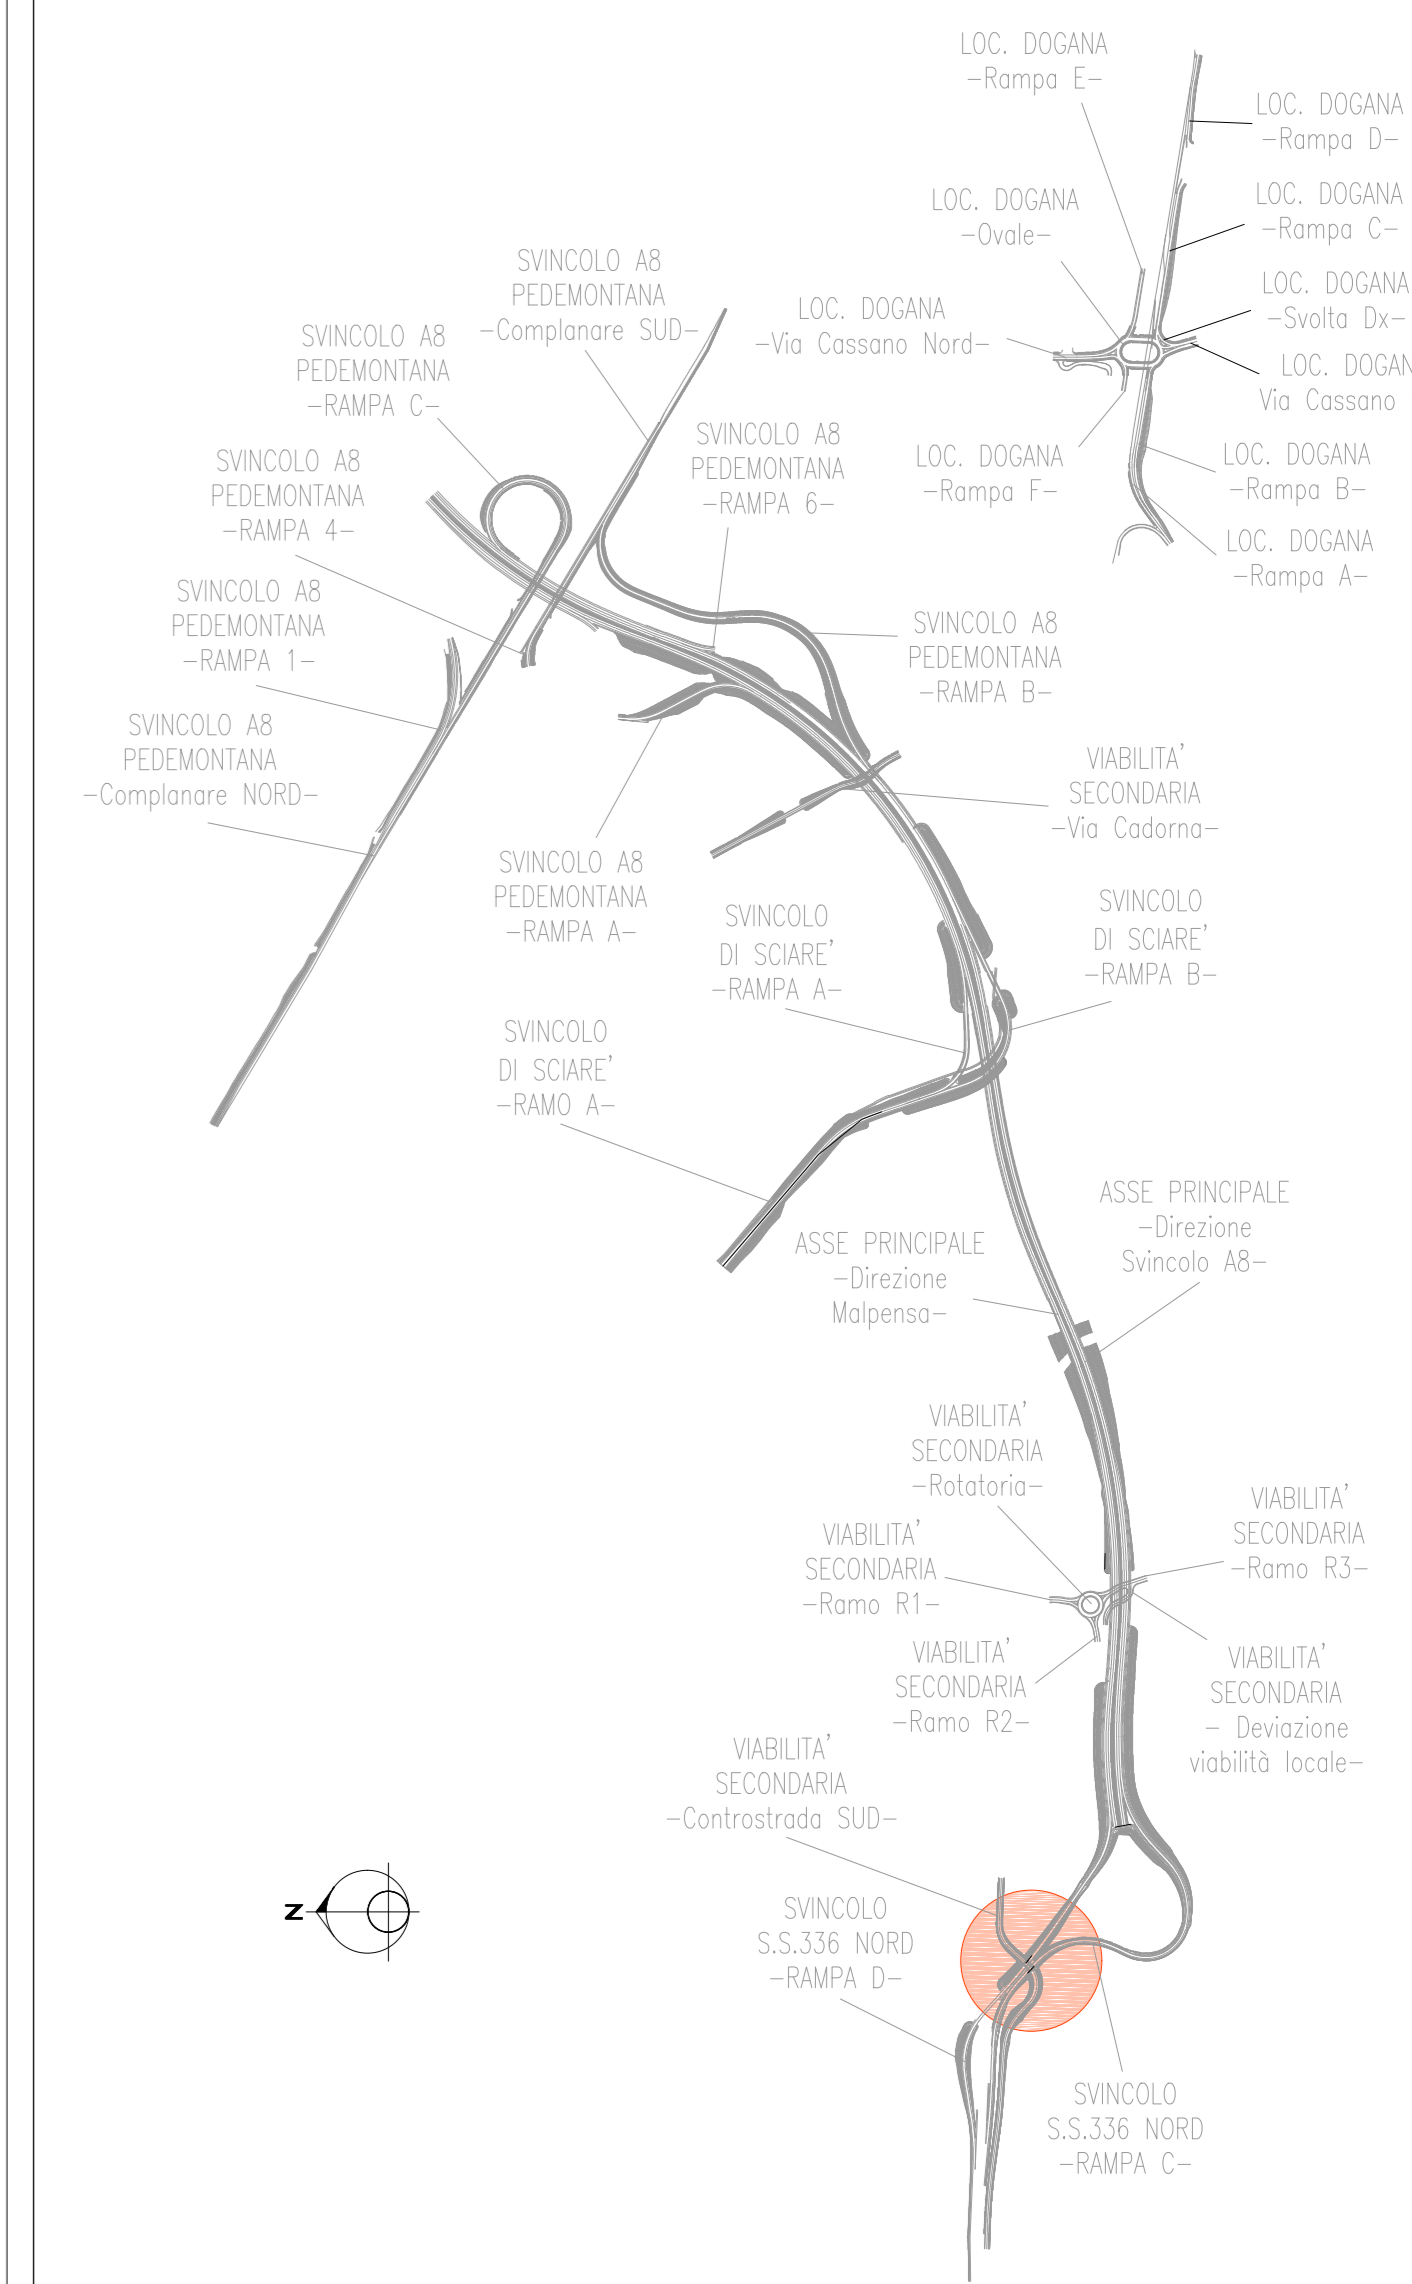 LOC. DOGANA
-Rampa E-
LOC. DOGANA
-Rampa D-
LOC. DOGANA
-Rampa C-
LOC. DOGANA
-Ovale-
LOC. DOGANA
-Svolta Dx-
LOC. DOGANA
-Via Cassano Nord-
LOC. DOGAN
Via Cassano
LOC. DOGANA
-Rampa F-
LOC. DOGANA
-Rampa B-
LOC. DOGANA
-Rampa A-
SVINCOLO A8
PEDEMONTANA
-Complanare SUD-
SVINCOLO A8
PEDEMONTANA
-RAMPA C-
SVINCOLO A8
PEDEMONTANA
-RAMPA 6-
SVINCOLO A8
PEDEMONTANA
-RAMPA 4-
SVINCOLO A8
PEDEMONTANA
-RAMPA 1-
SVINCOLO A8
PEDEMONTANA
-RAMPA B-
SVINCOLO A8
PEDEMONTANA
-Complanare NORD-
VIABILITA'
SECONDARIA
-Via Cadorna-
SVINCOLO A8
PEDEMONTANA
-RAMPA A-
SVINCOLO
DI SCIARE'
-RAMPA A-
SVINCOLO
DI SCIARE'
-RAMPA B-
SVINCOLO
DI SCIARE'
-RAMO A-
ASSE PRINCIPALE
-Direzione
Svincolo A8-
ASSE PRINCIPALE
-Direzione
Malpensa-
VIABILITA'
SECONDARIA
-Rotatoria-
VIABILITA'
SECONDARIA
-Ramo R3-
VIABILITA'
SECONDARIA
-Ramo R1-
VIABILITA'
SECONDARIA
-Ramo R2-
VIABILITA'
SECONDARIA
- Deviazione
viabilità locale-
VIABILITA'
SECONDARIA
-Controstrada SUD-
SVINCOLO
S.S.336 NORD
-RAMPA D-
N
SVINCOLO
S.S.336 NORD
-RAMPA C-